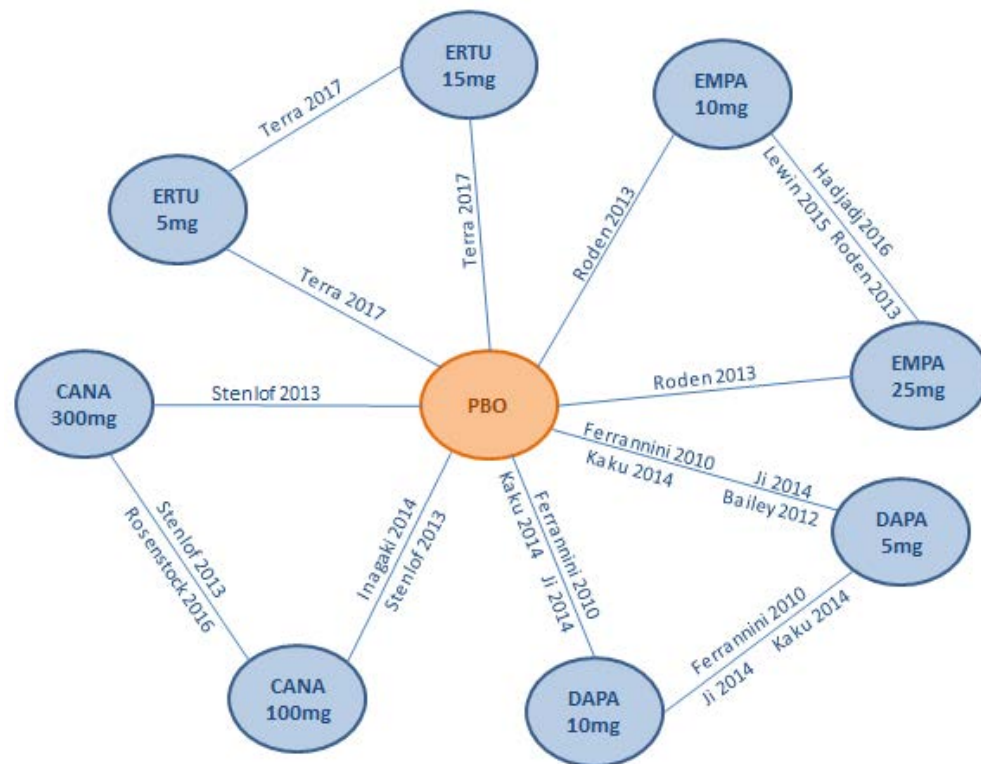 ERTU
15mg
EMPA
10mg
Terra 2017
ERTU
5mg
Terra 2017
Terra 2017
Roden 2013
Hadjadj 2016
Lewin 2015 Roden 2013
CANA
300mg
Stenlof 2013
PBO
Roden 2013
EMPA
25mg
Ferrannini 2010 Ji 2014
Kaku 2014 Bailey 2012
DAPA
5mg
Stenlof 2013
Rosenstock 2016
Inagaki 2014
Stenlof 2013
Ferrannini 2010
Kaku 2014 Ji 2014
Ferrannini 2010
Ji 2014 Kaku 2014
CANA
100mg
DAPA
10mg